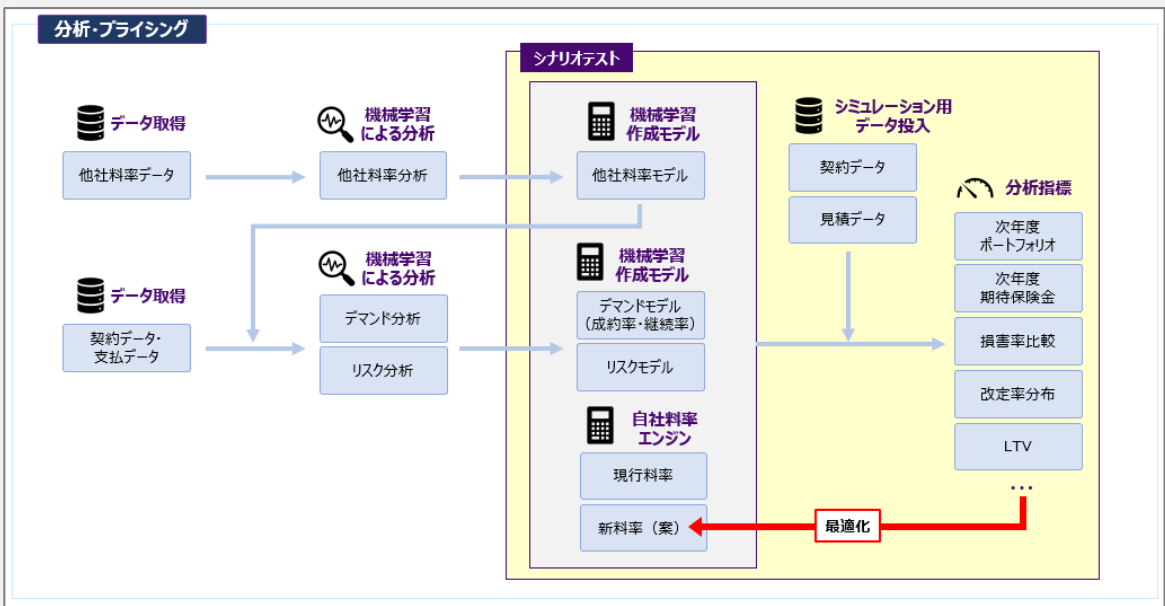 分析・プライシング
シナリオテスト
データ取得
他社料率データ
機械学習
による分析
他社料率分析
機械学習
作成モデル
他社料率モデル
シミュレーション用
データ投入
契約データ
見積データ
データ取得
契約データ・
支払データ
機械学習
による分析
デマンド分析
リスク分析
機械学習
作成モデル
デマンドモデル
（成約率・継続率）
リスクモデル
自社料率
エンジン
現行料率
新料率（案）
分析指標
次年度
ポートフォリオ
次年度
期待保険金
損害率比較
改定率分布
LTV
…
最適化